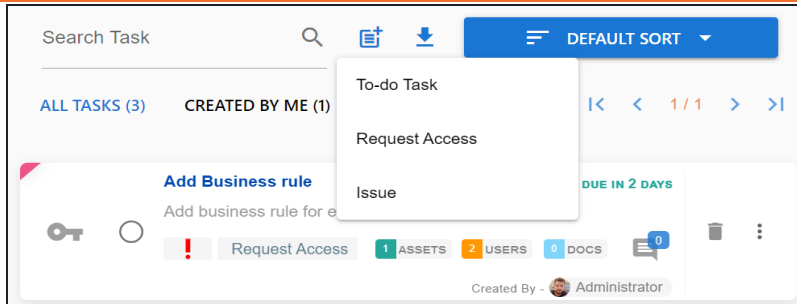 Search Task
DEFAULT SORT
To-do Task
ALL TASKS (3)
CREATED BY ME (1)
1 / 1
Request Access
Issue
Add Business rule
DUE IN 2 DAYS
Add business rule for e
! Request Access
1 ASSETS
2 USERS
0 DOCS
0
Created By - Administrator